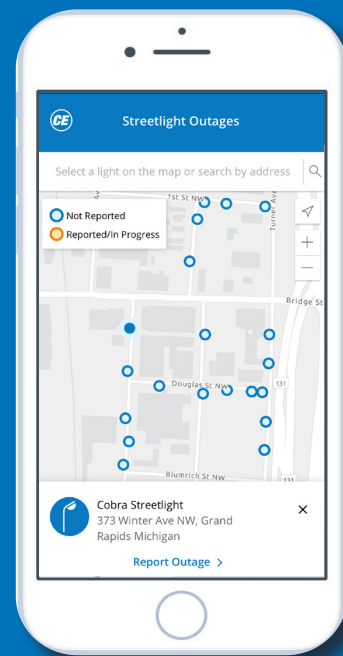 CE
Streetlight Outages
Select a light on the map or search by address
Not Reported
Reported/In Progress
1st St NW
Turner Ave
Bridge St
Douglas St NW
131
Blumrich St NW
131
Cobra Streetlight
373 Winter Ave NW, Grand
Rapids Michigan
Report Outage